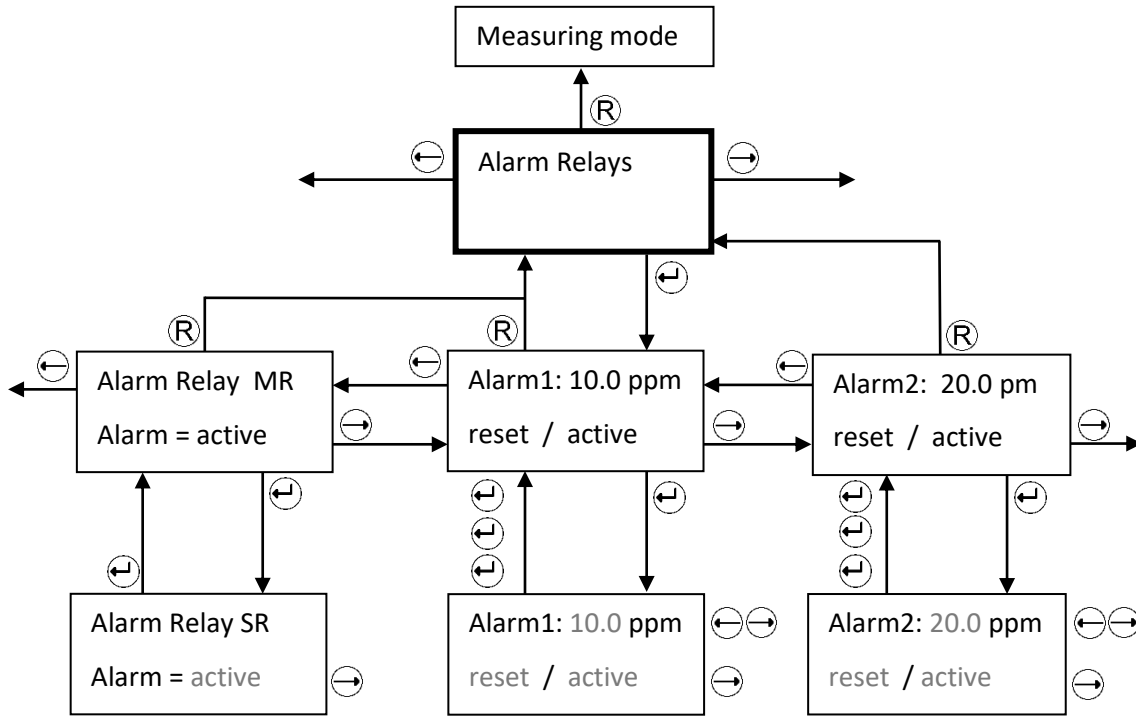 Measuring mode
R
Alarm Relays
R
R
R
Alarm Relay MR
Alarm = active
Alarm1: 10.0 ppm
reset / active
Alarm2: 20.0 pm
reset / active
Alarm Relay SR
Alarm = active
Alarm1: 10.0 ppm
reset / active
Alarm2: 20.0 ppm
reset / active